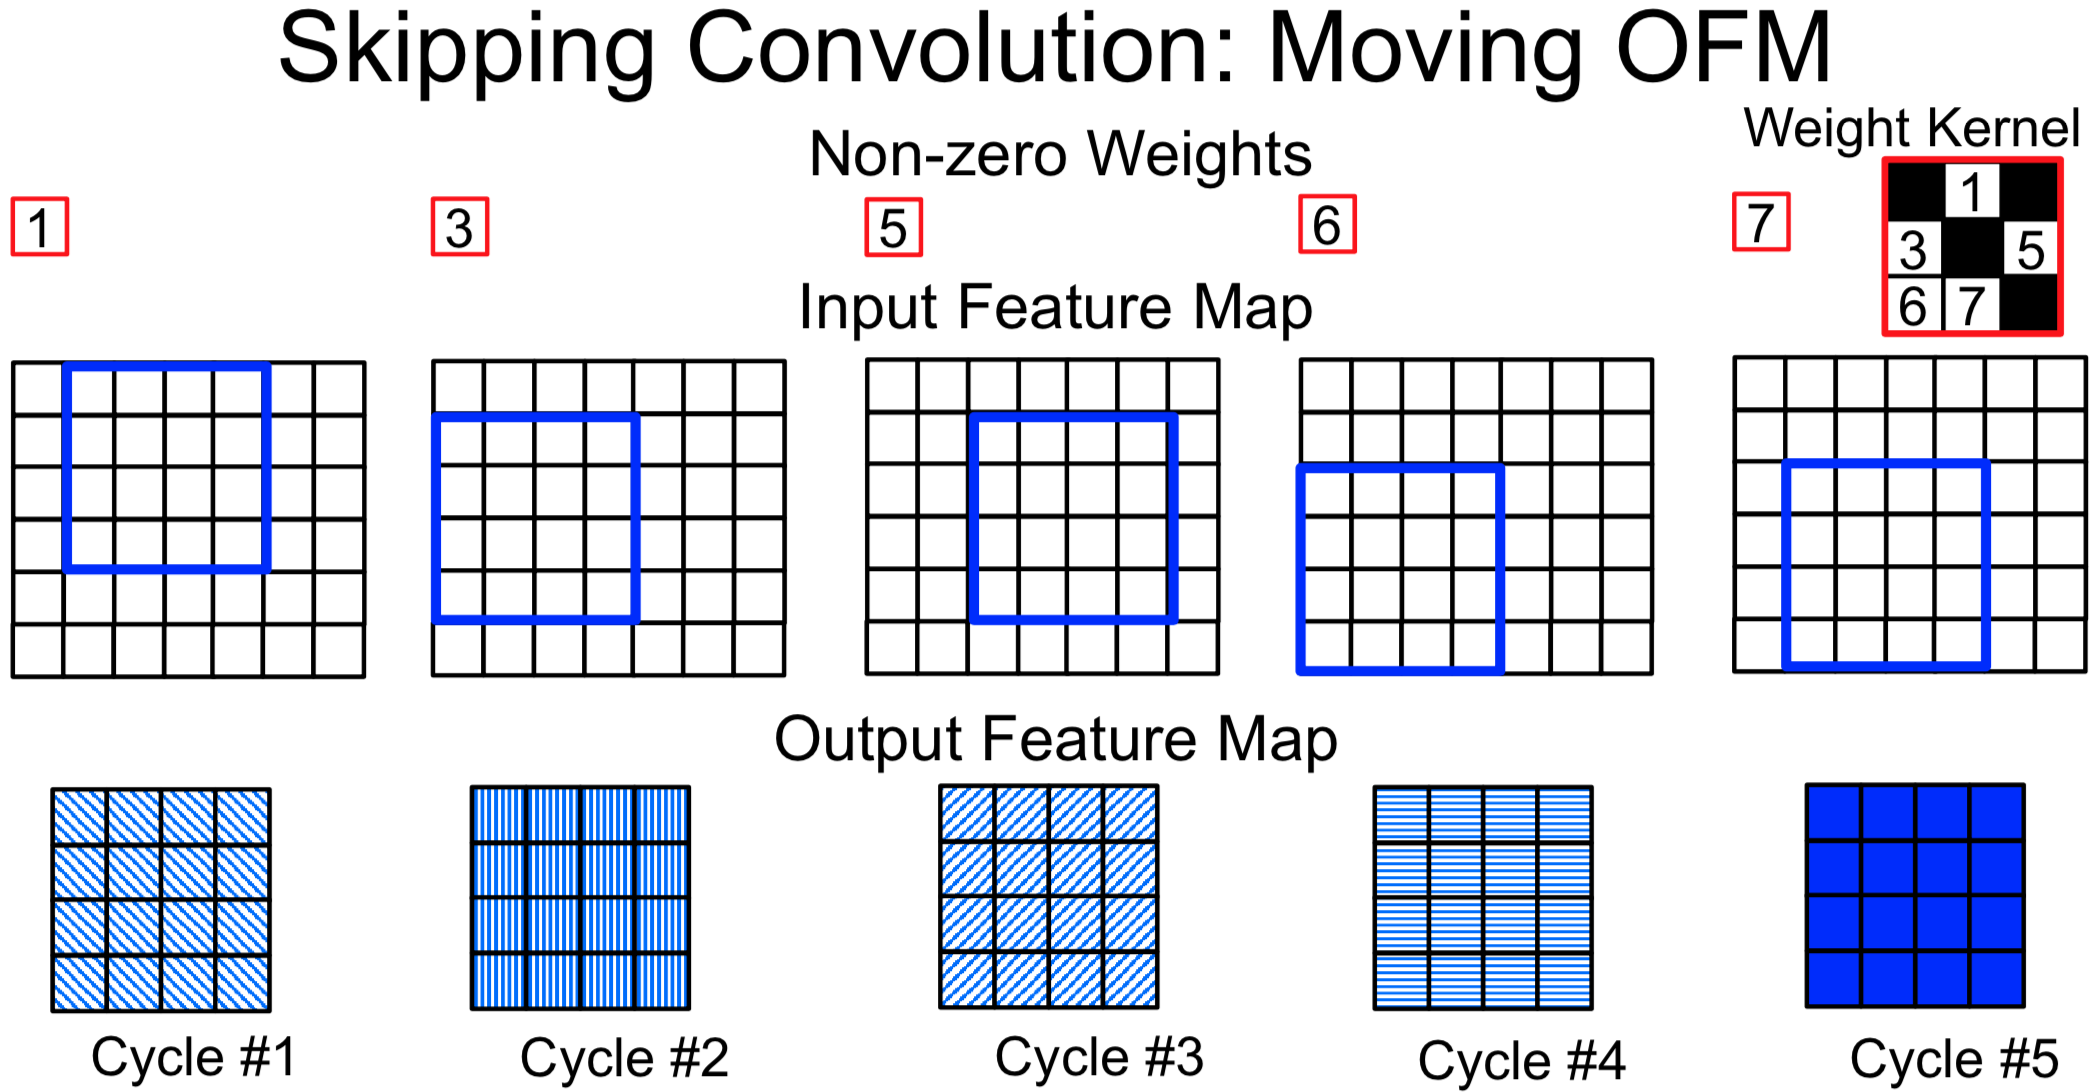 Skipping Convolution: Moving OFM
Non-zero Weights
Weight Kernel
1
3
5
6
7
1
3 5
6 7
Input Feature Map
Output Feature Map
Cycle #1
Cycle #2
Cycle #3
Cycle #4
Cycle #5